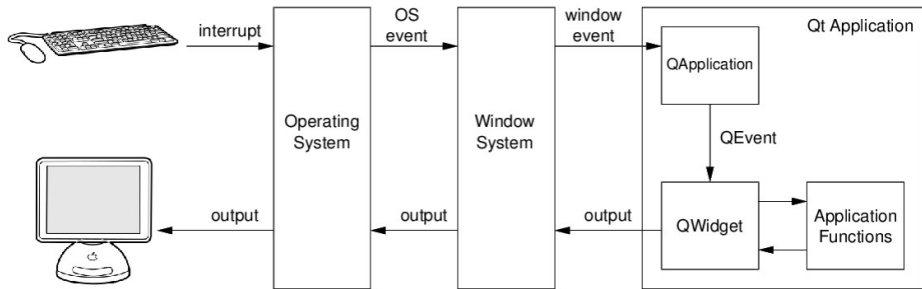 interrupt
OS
event
window
event
Qt Application
QApplication
Operating
System
Window
System
QEvent
output
output
output
QWidget
Application
Functions